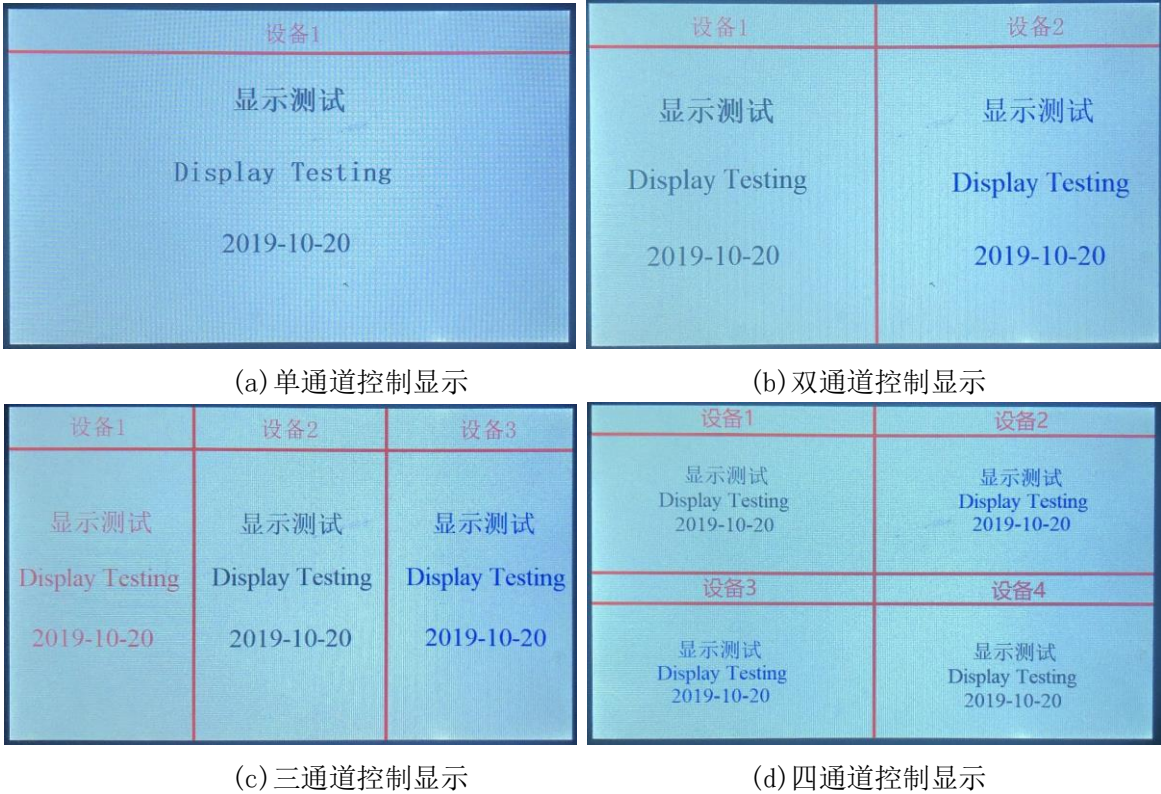 设备1
显示测试
Display Testing
2019-10-20
设备1
显示测试
Display Testing
2019-10-20
设备2
显示测试
Display Testing
2019-10-20
(a)单通道控制显示
(b)双通道控制显示
设备1
显示测试
Display Testing
2019-10-20
设备2
显示测试
Display Testing
2019-10-20
设备3
显示测试
Display Testing
2019-10-20
设备1
显示测试
Display Testing
2019-10-20
设备2
显示测试
Display Testing
2019-10-20
设备3
显示测试
Display Testing
2019-10-20
设备4
显示测试
Display Testing
2019-10-20
(c)三通道控制显示
(d)四通道控制显示